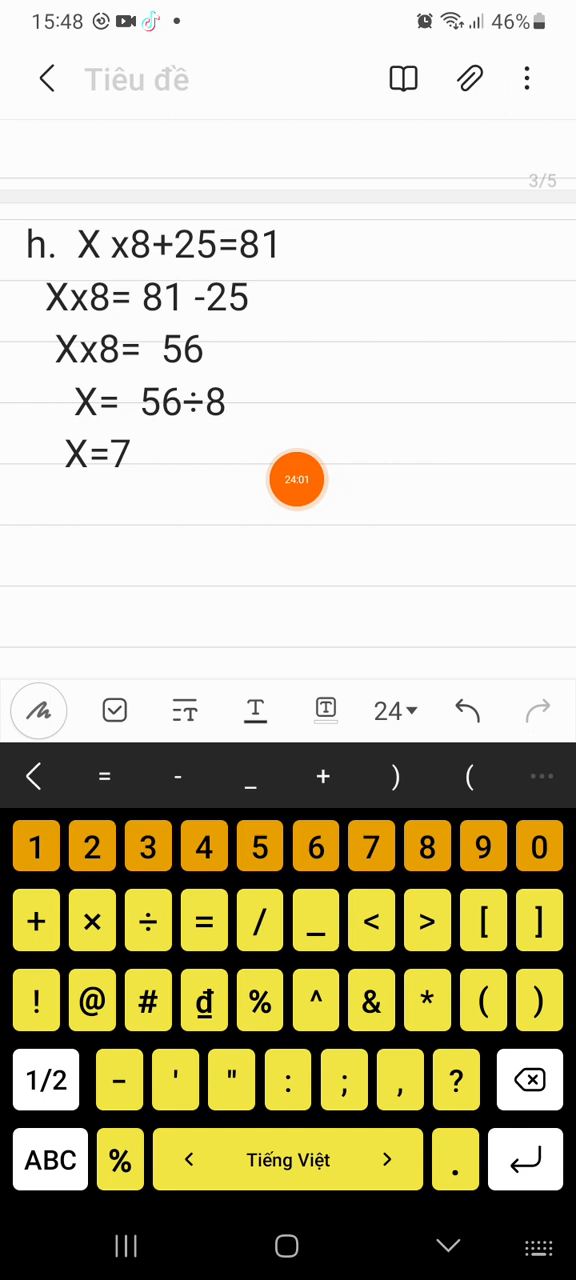 15:48 46%
Tiêu đề
3/5
h. X x8+25=81
Xx8= 81 -25
Xx8= 56
X= 56÷8
X=7
24:01
T T T 24
= - _ + ) ( ...
1 2 3 4 5 6 7 8 9 0
+ × ÷ = / _ < > [ ]
! @ # ₫ % ^ & * ( )
1/2 - ' " : ; , ?
ABC % < Tiếng Việt > .